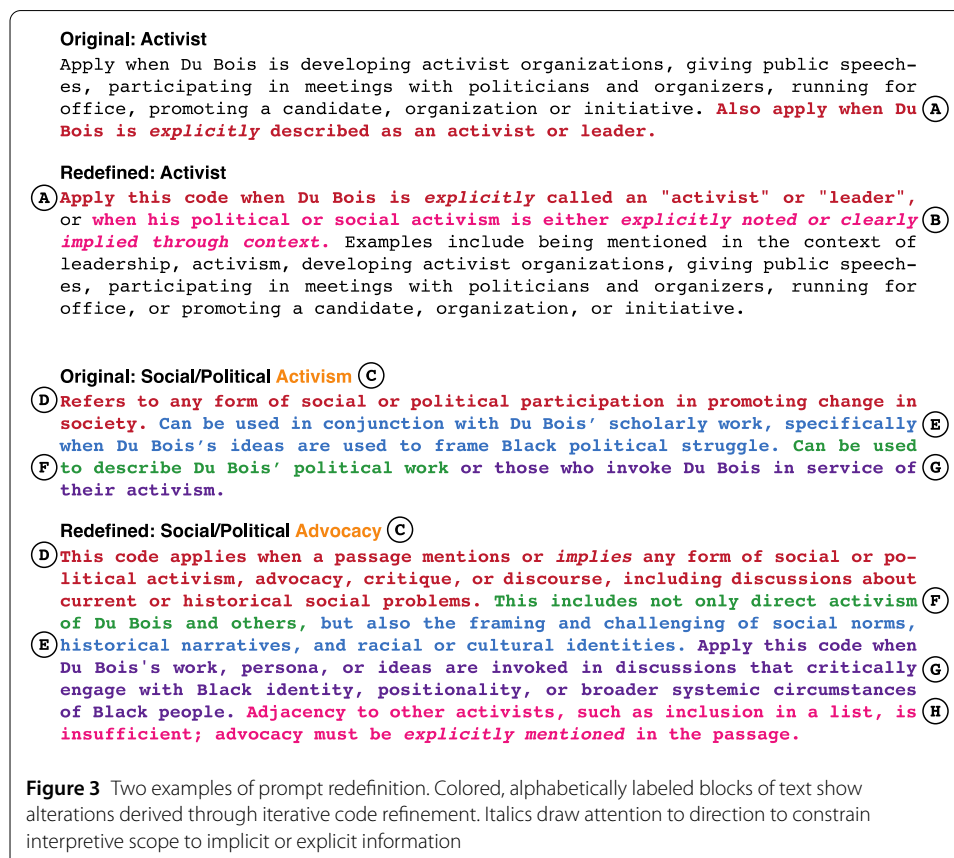 Original: Activist
Apply when Du Bois is developing activist organizations, giving public speech-
es, participating in meetings with politicians and organizers, running for
office, promoting a candidate, organization or initiative. Also apply when Du (A)
Bois is explicitly described as an activist or leader.
Redefined: Activist
(A) Apply this code when Du Bois is explicitly called an "activist" or "leader",
or when his political or social activism is either explicitly noted or clearly (B)
implied through context. Examples include being mentioned in the context of
leadership, activism, developing activist organizations, giving public speech-
es, participating in meetings with politicians and organizers, running for
office, or promoting a candidate, organization, or initiative.
Original: Social/Political Activism (C)
(D) Refers to any form of social or political participation in promoting change in
society. Can be used in conjunction with Du Bois’ scholarly work, specifically (E)
when Du Bois’s ideas are used to frame Black political struggle. Can be used
(F) to describe Du Bois’ political work or those who invoke Du Bois in service of (G)
their activism.
Redefined: Social/Political Advocacy (C)
(D) This code applies when a passage mentions or implies any form of social or po-
litical activism, advocacy, critique, or discourse, including discussions about
current or historical social problems. This includes not only direct activism (F)
of Du Bois and others, but also the framing and challenging of social norms,
(E) historical narratives, and racial or cultural identities. Apply this code when
Du Bois's work, persona, or ideas are invoked in discussions that critically (G)
engage with Black identity, positionality, or broader systemic circumstances
of Black people. Adjacency to other activists, such as inclusion in a list, is (H)
insufficient; advocacy must be explicitly mentioned in the passage.
Figure 3 Two examples of prompt redefinition. Colored, alphabetically labeled blocks of text show
alterations derived through iterative code refinement. Italics draw attention to direction to constrain
interpretive scope to implicit or explicit information